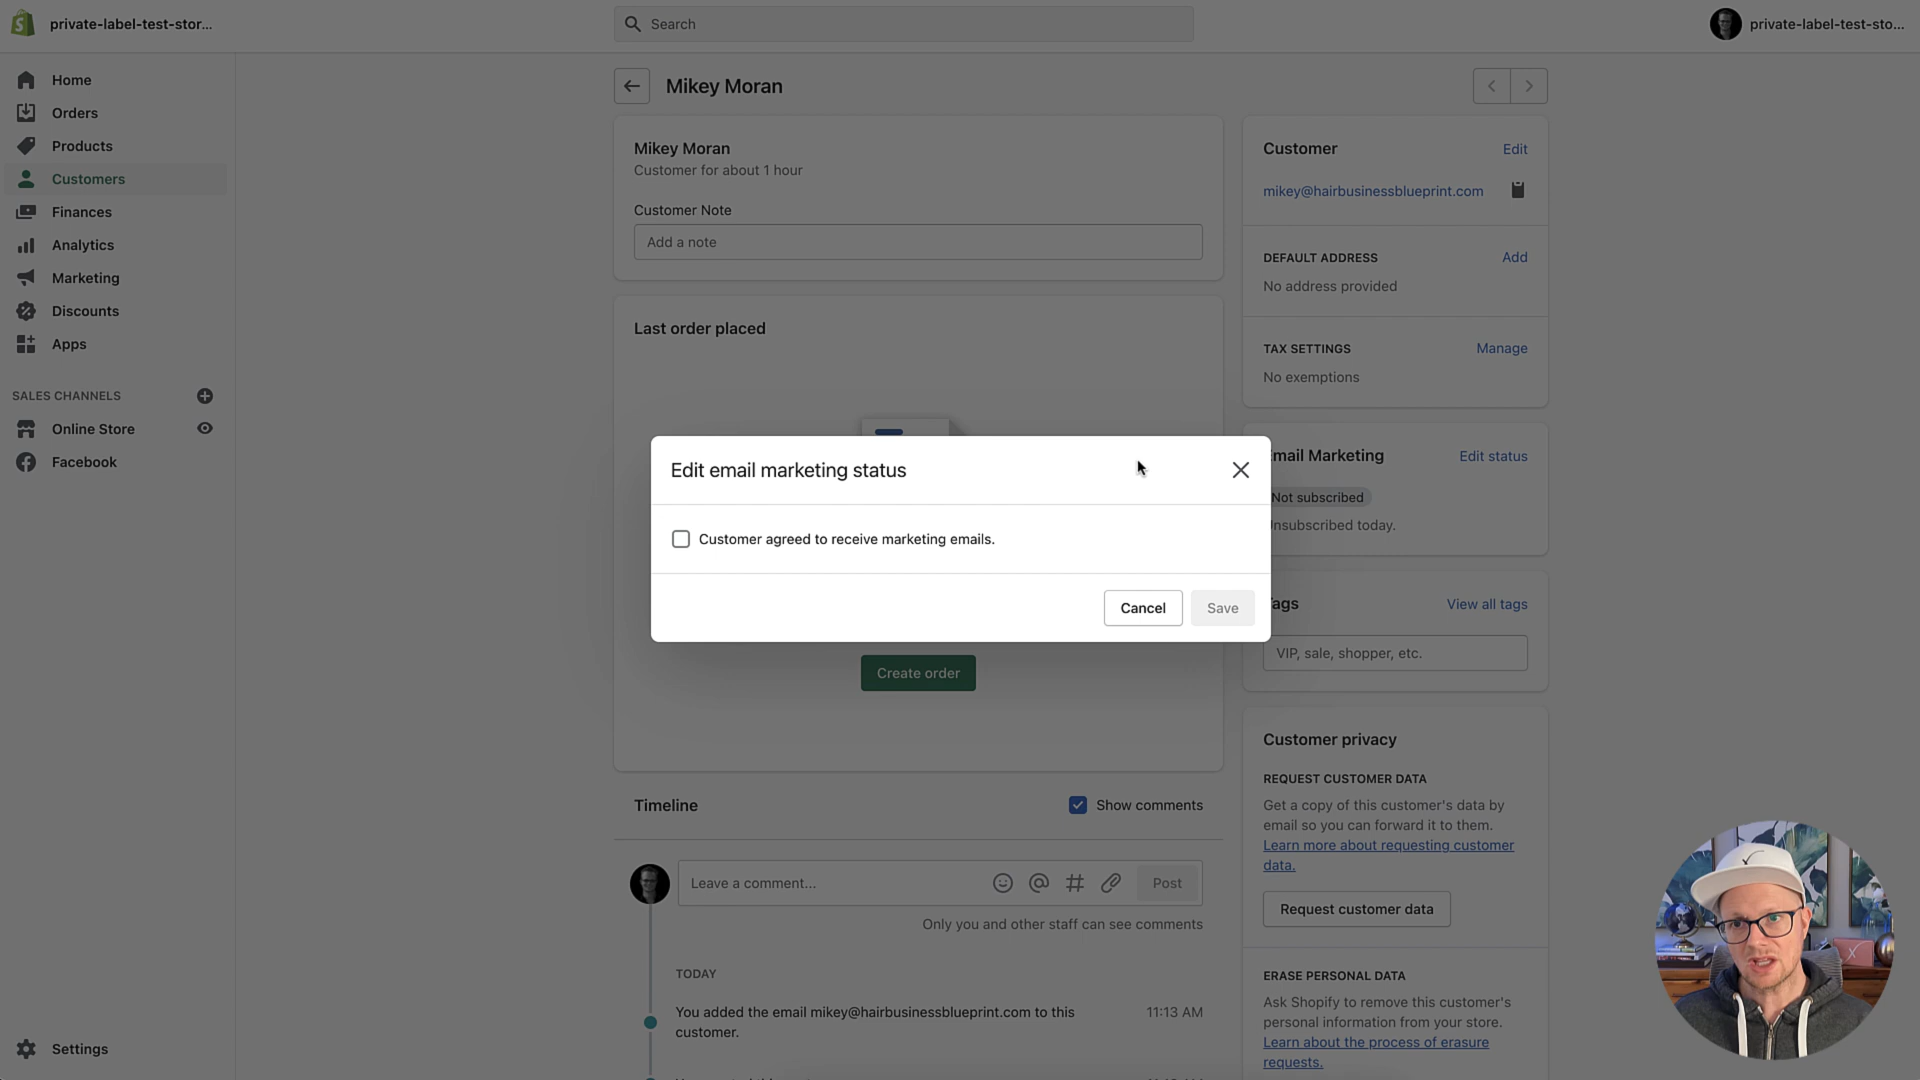 private-label-test-stor...
Search
private-label-test-sto...
Home
Orders
Products
Customers
Finances
Analytics
Marketing
Discounts
Apps
SALES CHANNELS
Online Store
Facebook
Settings
Mikey Moran
Mikey Moran
Customer for about 1 hour
Customer Note
Add a note
Last order placed
Create order
Edit email marketing status
Customer agreed to receive marketing emails.
Cancel
Save
Timeline
Show comments
Leave a comment...
Post
Only you and other staff can see comments
TODAY
You added the email mikey@hairbusinessblueprint.com to this
customer.
11:13 AM
Customer
Edit
mikey@hairbusinessblueprint.com
DEFAULT ADDRESS
Add
No address provided
TAX SETTINGS
Manage
No exemptions
mail Marketing
Edit status
Not subscribed
nsubscribed today.
ags
View all tags
VIP, sale, shopper, etc.
Customer privacy
REQUEST CUSTOMER DATA
Get a copy of this customer's data by
email so you can forward it to them.
Learn more about requesting customer
data.
Request customer data
ERASE PERSONAL DATA
Ask Shopify to remove this customer's
personal information from your store.
Learn about the process of erasure
requests.